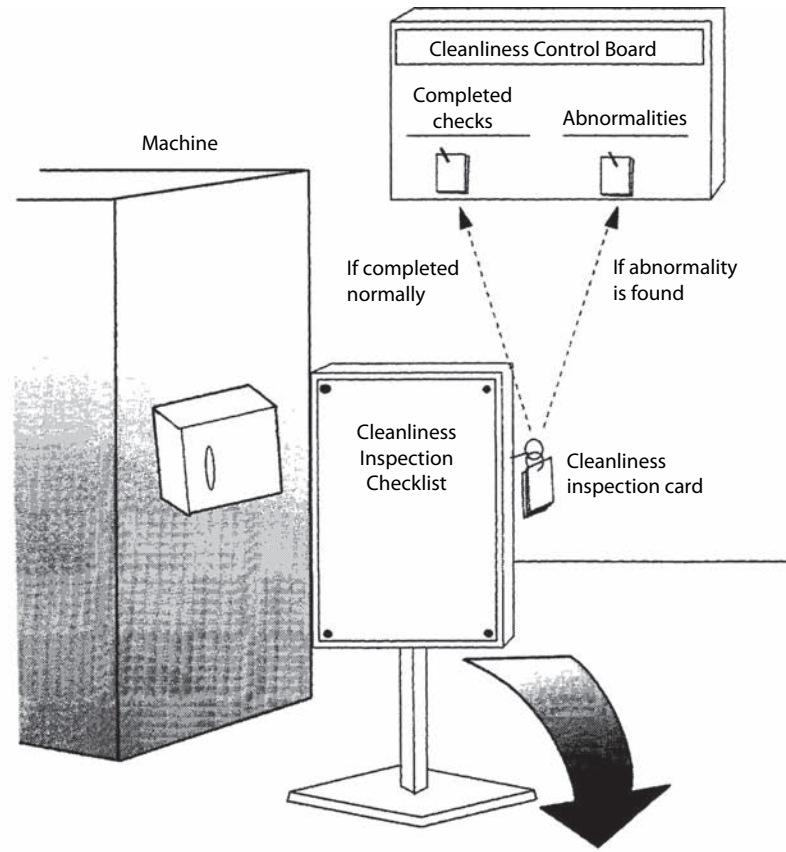 Cleanliness Control Board
Completed
checks
Abnormalities
Machine
If completed
normally
If abnormality
is found
Cleanliness
Inspection
Checklist
Cleanliness
inspection card